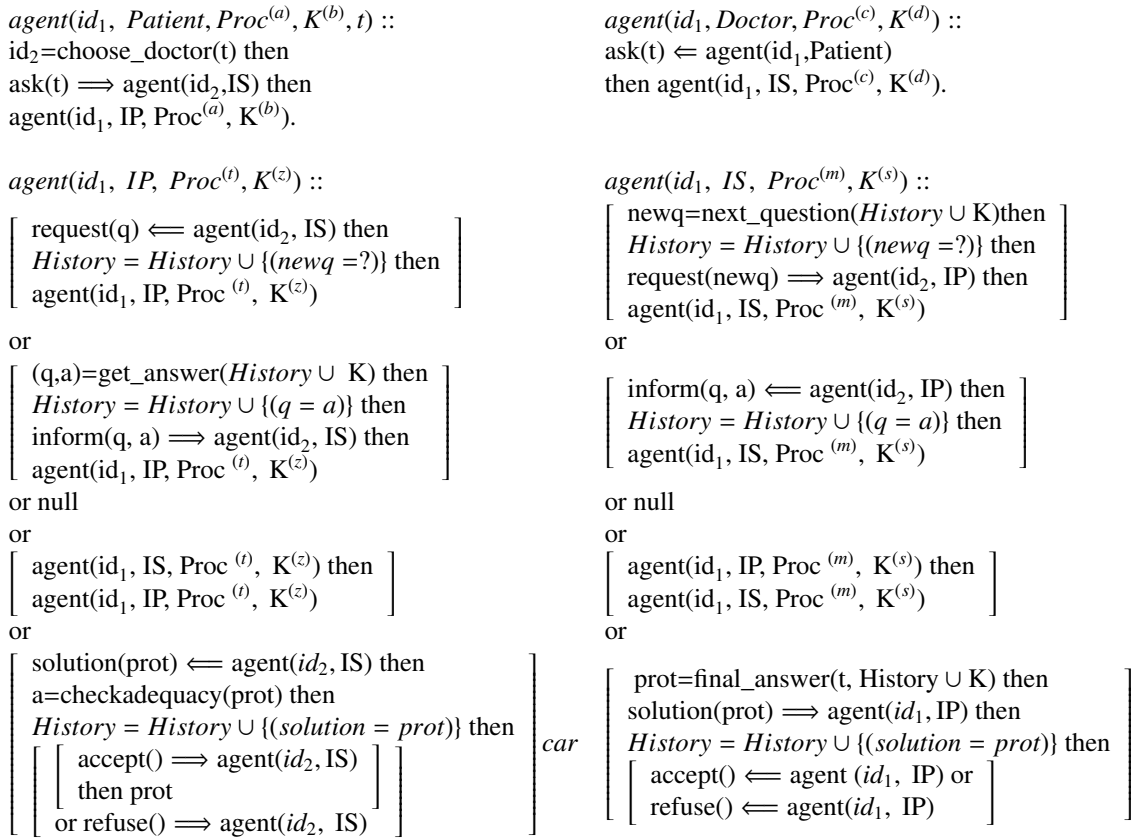 agent(id₁, Patient, Proc⁽ᵃ⁾, K⁽ᵇ⁾, t) ::
id₂=choose_doctor(t) then
ask(t) ⟹ agent(id₂,IS) then
agent(id₁, IP, Proc⁽ᵃ⁾, K⁽ᵇ⁾).
agent(id₁, Doctor, Proc⁽ᶜ⁾, K⁽ᵈ⁾) ::
ask(t) ⇐ agent(id₁,Patient)
then agent(id₁, IS, Proc⁽ᶜ⁾, K⁽ᵈ⁾).
agent(id₁, IP, Proc⁽ᵗ⁾, K⁽ᶻ⁾) ::
request(q) ⟸ agent(id₂, IS) then
History = History ∪ {(newq =?)} then
agent(id₁, IP, Proc ⁽ᵗ⁾, K⁽ᶻ⁾)
or
(q,a)=get_answer(History ∪ K) then
History = History ∪ {(q = a)} then
inform(q, a) ⟹ agent(id₂, IS) then
agent(id₁, IP, Proc ⁽ᵗ⁾, K⁽ᶻ⁾)
or null
or
agent(id₁, IS, Proc ⁽ᵗ⁾, K⁽ᶻ⁾) then
agent(id₁, IP, Proc ⁽ᵗ⁾, K⁽ᶻ⁾)
or
solution(prot) ⟸ agent(id₂, IS) then
a=checkadequacy(prot) then
History = History ∪ {(solution = prot)} then
accept() ⟹ agent(id₂, IS)
then prot
or refuse() ⟹ agent(id₂, IS)
car
agent(id₁, IS, Proc⁽ᵐ⁾, K⁽ˢ⁾) ::
newq=next_question(History ∪ K)then
History = History ∪ {(newq =?)} then
request(newq) ⟹ agent(id₂, IP) then
agent(id₁, IS, Proc ⁽ᵐ⁾, K⁽ˢ⁾)
or
inform(q, a) ⟸ agent(id₂, IP) then
History = History ∪ {(q = a)} then
agent(id₁, IS, Proc ⁽ᵐ⁾, K⁽ˢ⁾)
or null
or
agent(id₁, IP, Proc ⁽ᵐ⁾, K⁽ˢ⁾) then
agent(id₁, IS, Proc ⁽ᵐ⁾, K⁽ˢ⁾)
or
prot=final_answer(t, History ∪ K) then
solution(prot) ⟹ agent(id₁, IP) then
History = History ∪ {(solution = prot)} then
accept() ⟸ agent (id₁, IP) or
refuse() ⟸ agent(id₁, IP)